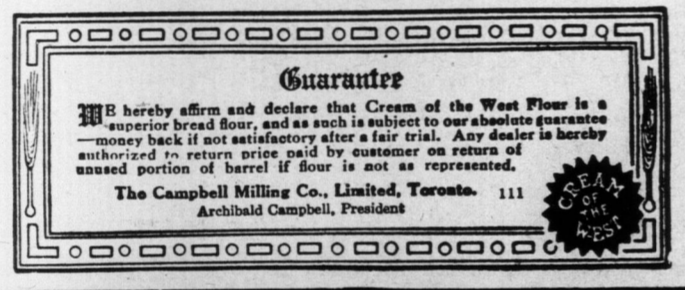 Guarantee
WE hereby affirm and declare that Cream of the West Flour is a
superior bread flour, and as such is subject to our absolute guarantee
—money back if not satisfactory after a fair trial. Any dealer is hereby
authorized to return price paid by customer on return of
unused portion of barrel if flour is not as represented.
The Campbell Milling Co., Limited, Toronto. 111
Archibald Campbell, President
CREAM
OF
THE
WEST